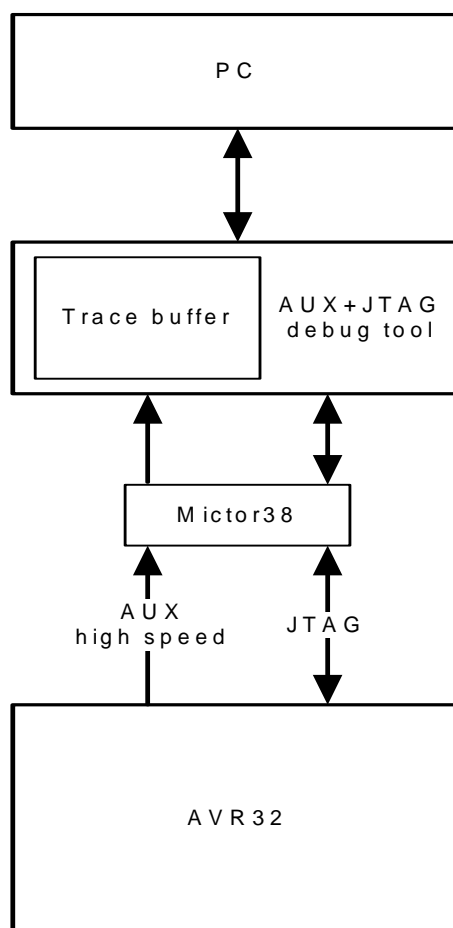 PC
Trace buffer
AUX+JTAG
debug tool
Mictor38
AUX
high speed
JTAG
AVR32